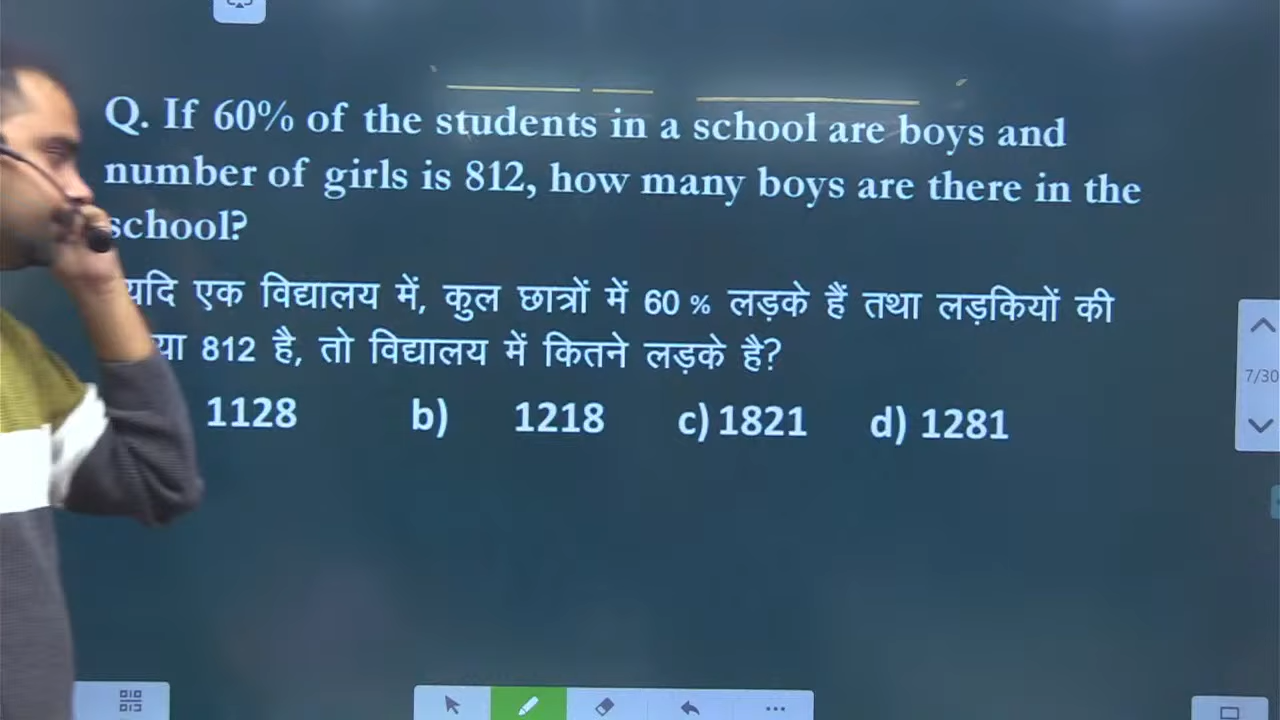 Q. If 60% of the students in a school are boys and
number of girls is 812, how many boys are there in the
school?
यदि एक विद्यालय में, कुल छात्रों में 60 % लड़के हैं तथा लड़कियों की
812 है, तो विद्यालय में कितने लड़के है?
1128 b) 1218 c) 1821 d) 1281
7/30